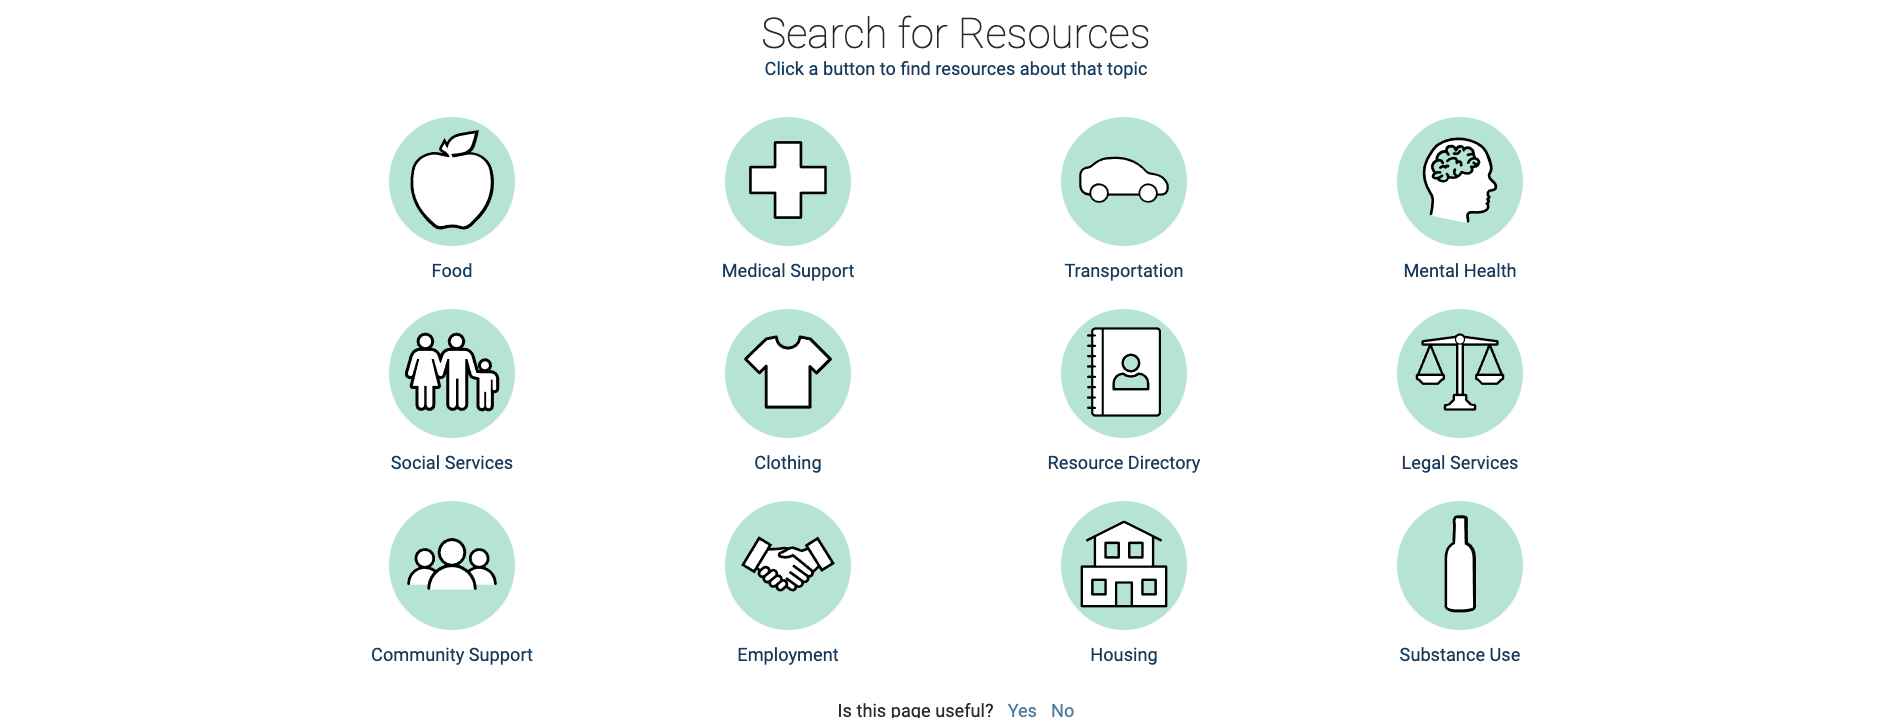 Search for Resources
Click a button to find resources about that topic
Food
Medical Support
Transportation
Mental Health
Social Services
Clothing
Resource Directory
Legal Services
Community Support
Employment
Housing
Substance Use
Is this page useful? Yes No